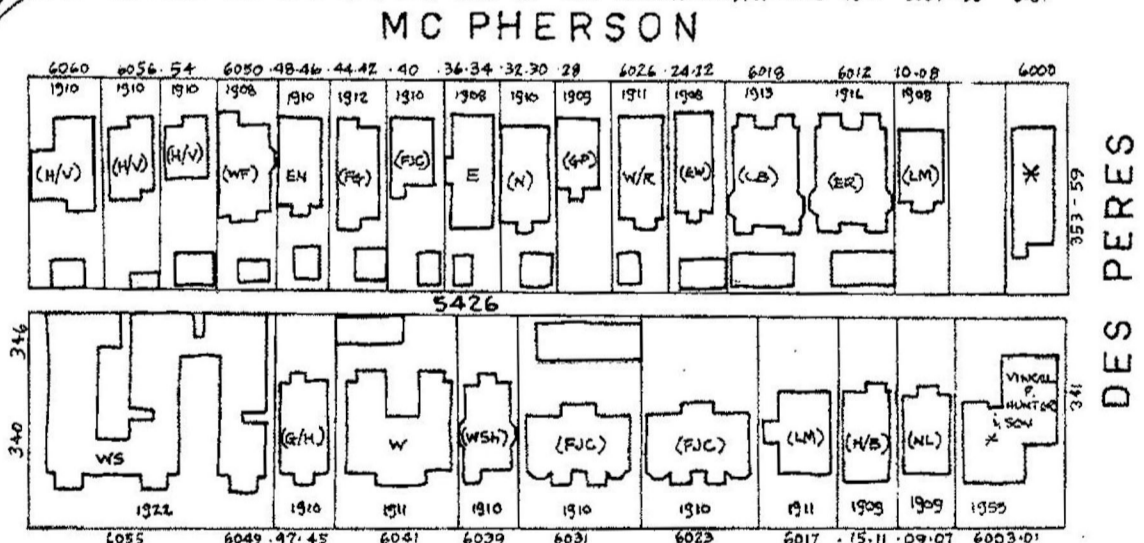 MC PHERSON
6060 6056·54 6050·48·46·44·42·40·36·34·32·30·28 6026·24·22 6018 6012 10·08 6000
1910 1910 1910 1908 1910 1912 1910 1908 1910 1909 1911 1908 1913 1916 1908
(H/V) (H/V) (H/V) (WF) EN (FG) (FJC) E (N) (GP) W/R (EW) (LB) (ER) (LM) *
353-59
DES PERES
5426
346
340
341
WS (G/H) W (WSH) (FJC) (FJC) (LM) (H/B) (NL)
P.
HUNTER
SON
1922 1910 1911 1910 1910 1910 1911 1909 1909 1959
6055 6049·47·45 6041 6039 6031 6023 6017·15·11·09·07 6003·01